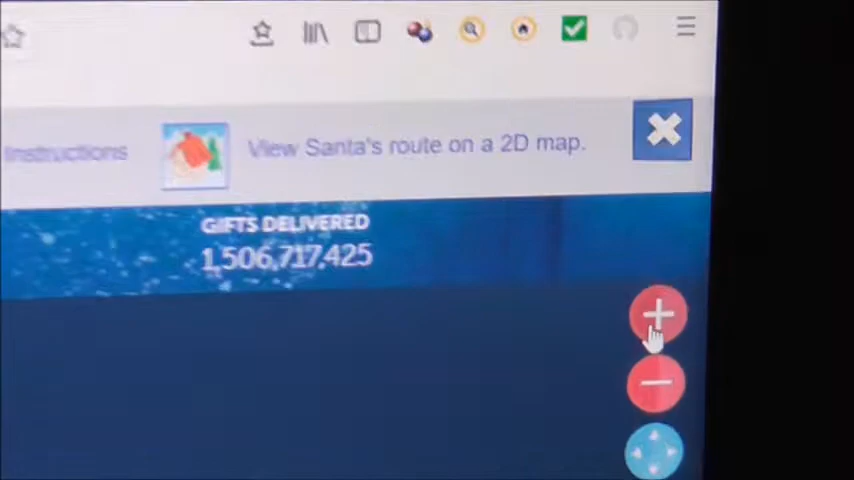 Instructions
View Santa's route on a 2D map.
GIFTS DELIVERED
1,506,717,425